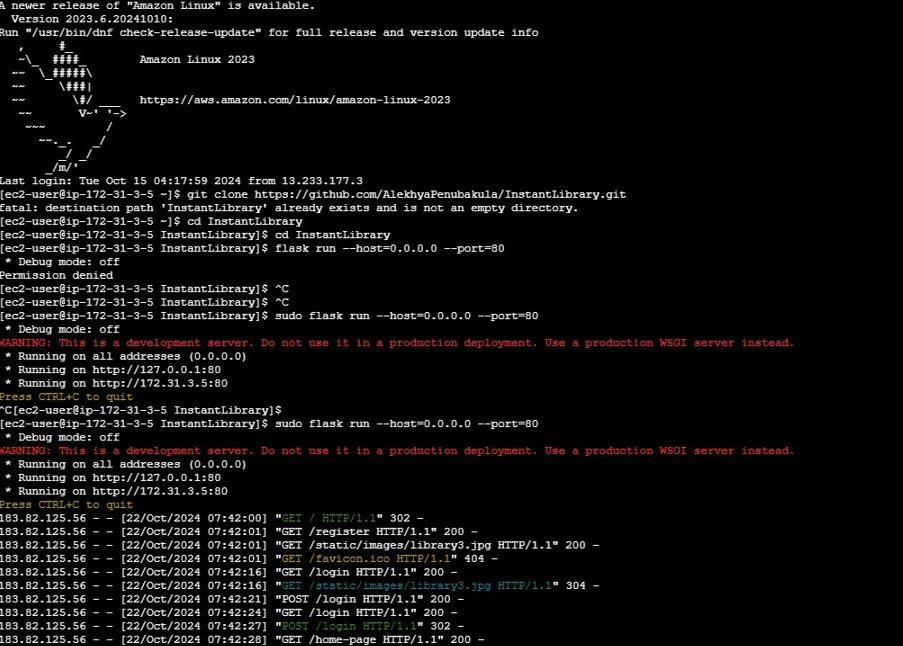 A newer release of "Amazon Linux" is available.
  Version 2023.6.20241010:
Run "/usr/bin/dnf check-release-update" for full release and version update info
   ,     #_
   ~\_  ####_        Amazon Linux 2023
  ~~  \_#####\
  ~~     \###|
  ~~       \#/ ___   https://aws.amazon.com/linux/amazon-linux-2023
   ~~       V~' '->
    ~~~         /
      ~~._.   _/
         _/ _/
       _/m/'
Last login: Tue Oct 15 04:17:59 2024 from 13.233.177.3
[ec2-user@ip-172-31-3-5 ~]$ git clone https://github.com/AlekhyaPenubakula/InstantLibrary.git
fatal: destination path 'InstantLibrary' already exists and is not an empty directory.
[ec2-user@ip-172-31-3-5 ~]$ cd InstantLibrary
[ec2-user@ip-172-31-3-5 InstantLibrary]$ cd InstantLibrary
[ec2-user@ip-172-31-3-5 InstantLibrary]$ flask run --host=0.0.0.0 --port=80
 * Debug mode: off
Permission denied
[ec2-user@ip-172-31-3-5 InstantLibrary]$ ^C
[ec2-user@ip-172-31-3-5 InstantLibrary]$ ^C
[ec2-user@ip-172-31-3-5 InstantLibrary]$ sudo flask run --host=0.0.0.0 --port=80
 * Debug mode: off
WARNING: This is a development server. Do not use it in a production deployment. Use a production WSGI server instead.
 * Running on all addresses (0.0.0.0)
 * Running on http://127.0.0.1:80
 * Running on http://172.31.3.5:80
Press CTRL+C to quit
^C[ec2-user@ip-172-31-3-5 InstantLibrary]$
[ec2-user@ip-172-31-3-5 InstantLibrary]$ sudo flask run --host=0.0.0.0 --port=80
 * Debug mode: off
WARNING: This is a development server. Do not use it in a production deployment. Use a production WSGI server instead.
 * Running on all addresses (0.0.0.0)
 * Running on http://127.0.0.1:80
 * Running on http://172.31.3.5:80
Press CTRL+C to quit
183.82.125.56 - - [22/Oct/2024 07:42:00] "GET / HTTP/1.1" 302 -
183.82.125.56 - - [22/Oct/2024 07:42:01] "GET /register HTTP/1.1" 200 -
183.82.125.56 - - [22/Oct/2024 07:42:01] "GET /static/images/library3.jpg HTTP/1.1" 200 -
183.82.125.56 - - [22/Oct/2024 07:42:01] "GET /favicon.ico HTTP/1.1" 404 -
183.82.125.56 - - [22/Oct/2024 07:42:16] "GET /login HTTP/1.1" 200 -
183.82.125.56 - - [22/Oct/2024 07:42:16] "GET /static/images/library3.jpg HTTP/1.1" 304 -
183.82.125.56 - - [22/Oct/2024 07:42:21] "POST /login HTTP/1.1" 200 -
183.82.125.56 - - [22/Oct/2024 07:42:24] "GET /login HTTP/1.1" 200 -
183.82.125.56 - - [22/Oct/2024 07:42:27] "POST /login HTTP/1.1" 302 -
183.82.125.56 - - [22/Oct/2024 07:42:28] "GET /home-page HTTP/1.1" 200 -